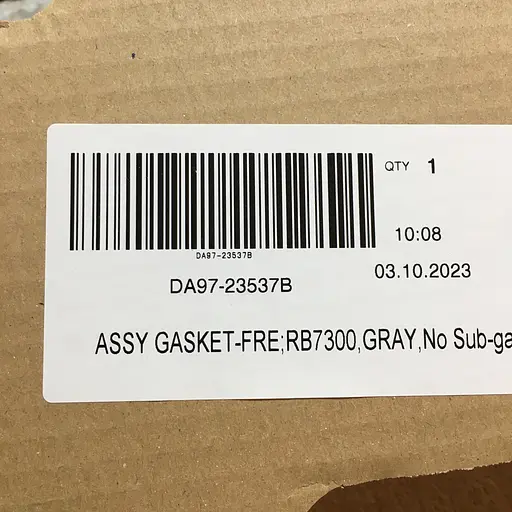 QTY 1
DA97-23537B
10:08
DA97-23537B
03.10.2023
ASSY GASKET-FRE;RB7300,GRAY,No Sub-ga